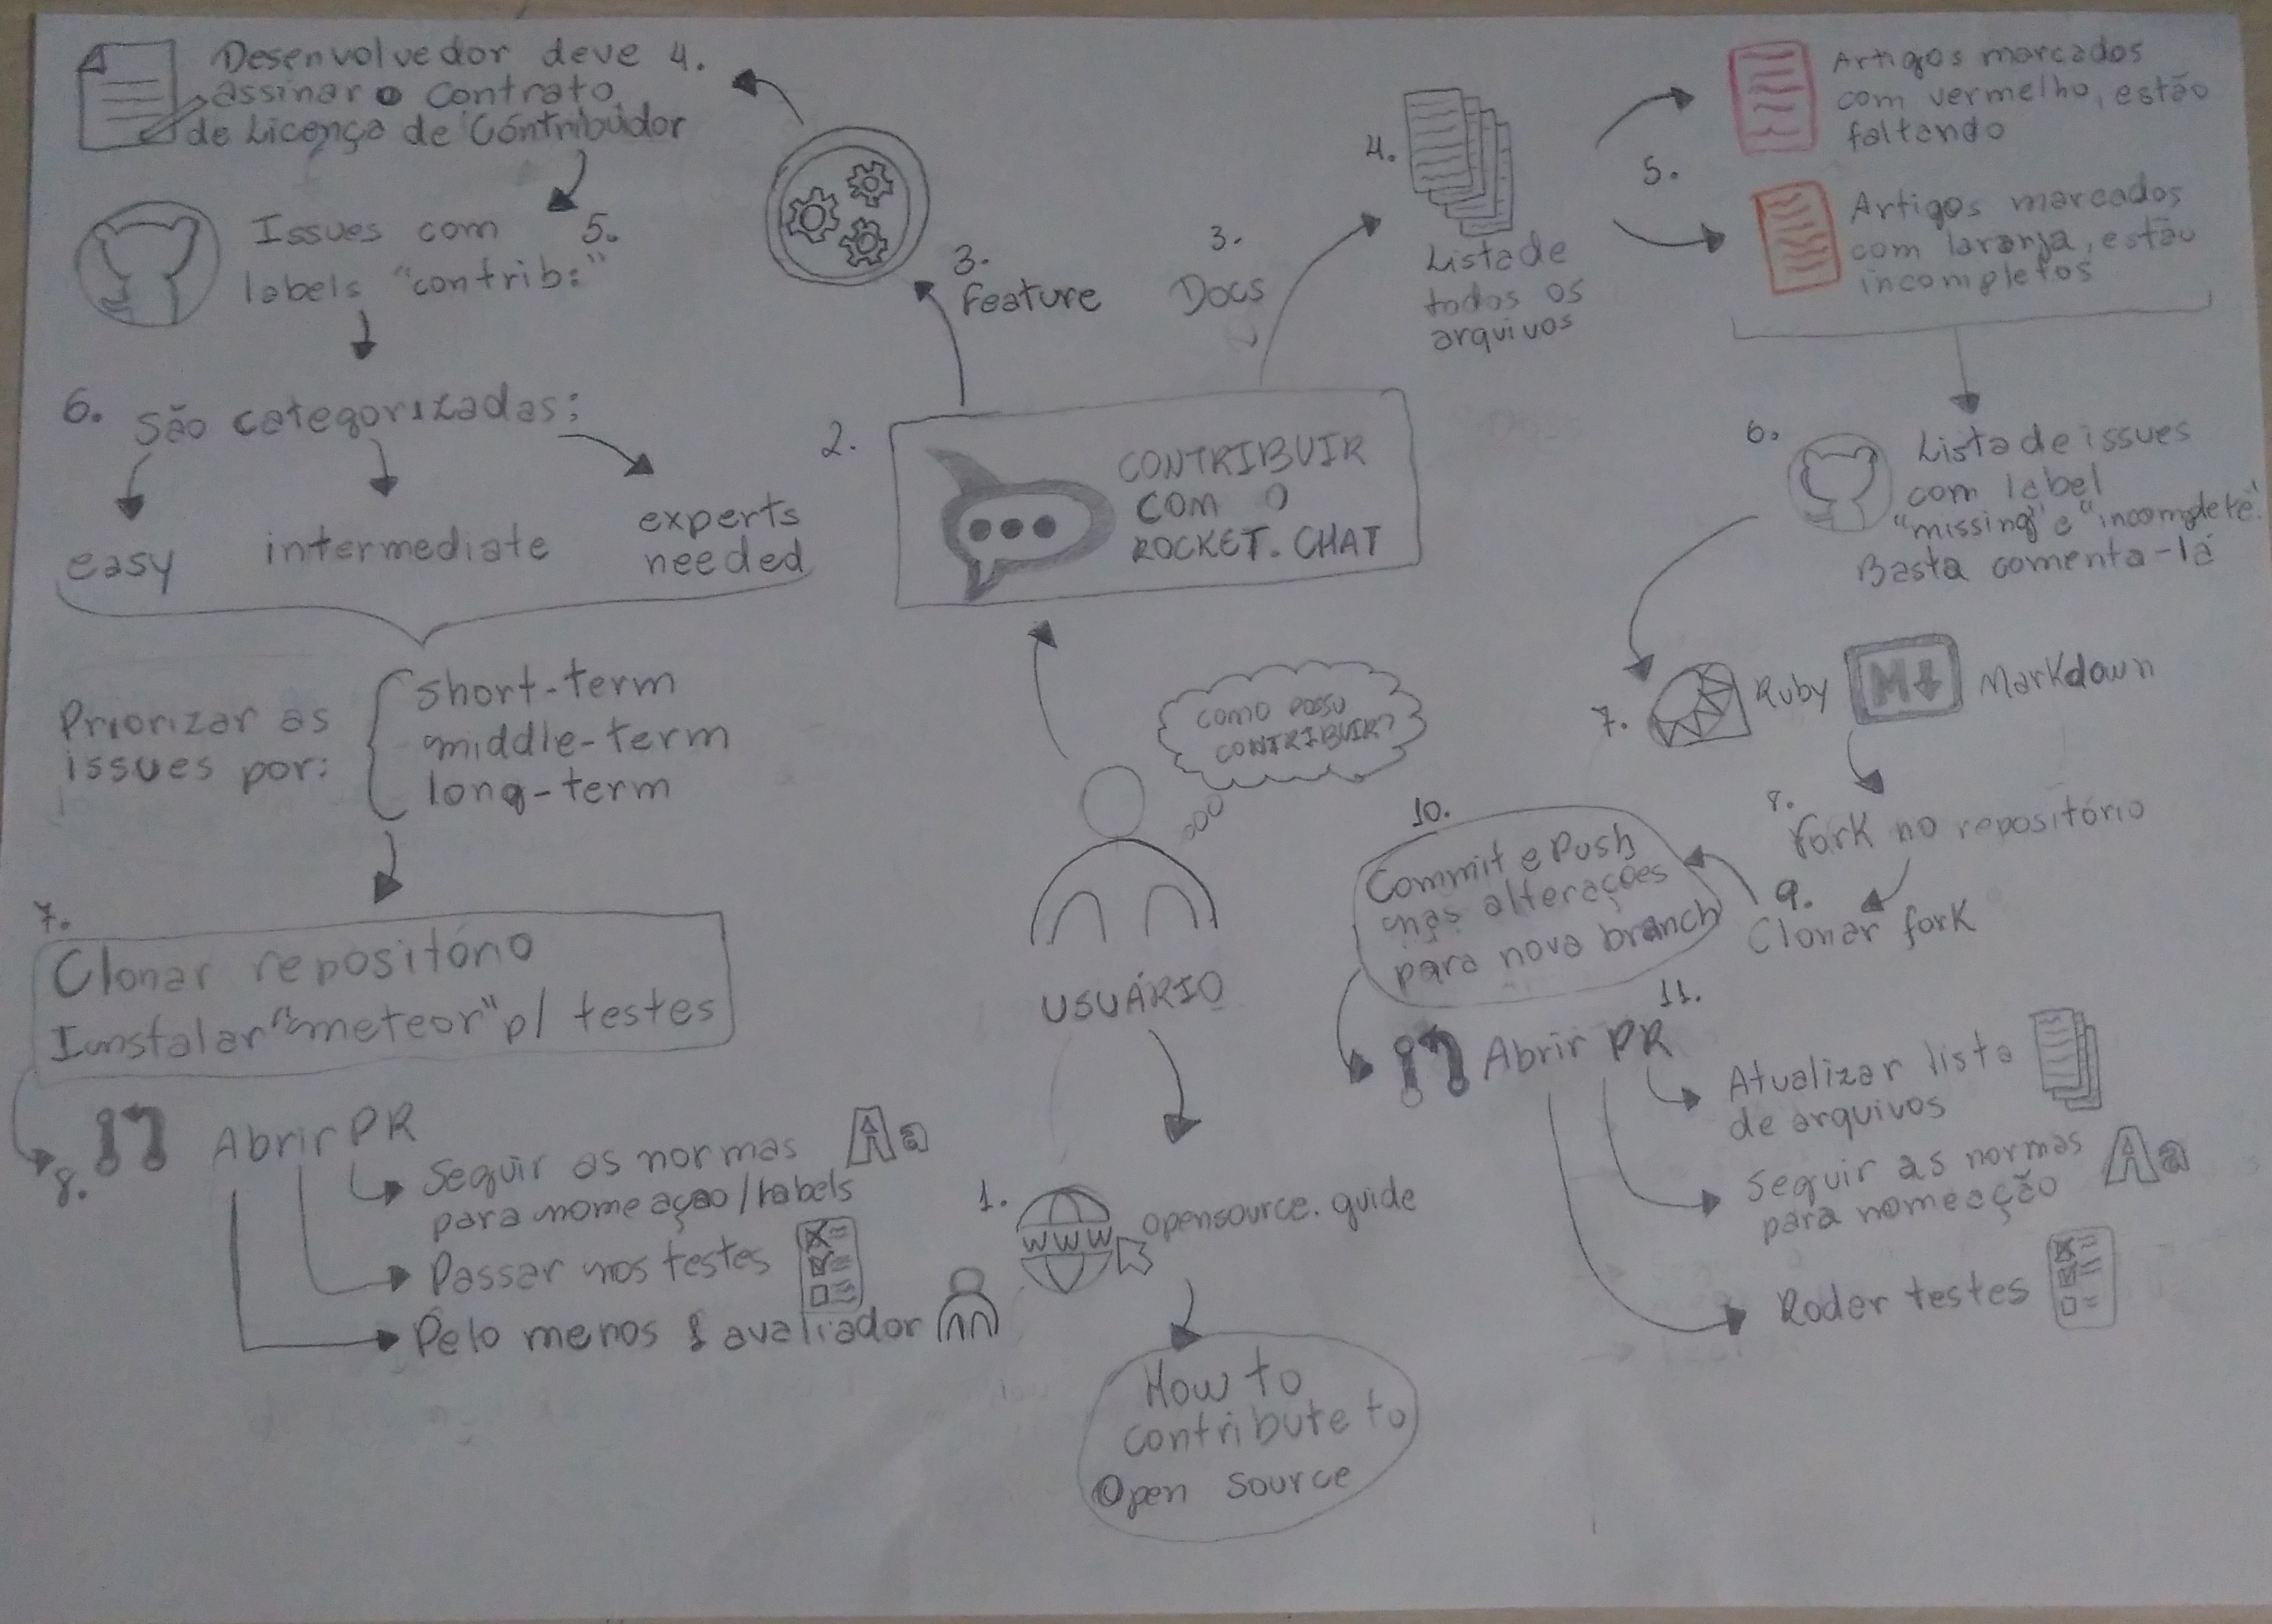 Desenvolvedor deve 4.
assinar o contrato
de Licença de Contribuidor
Issues com 5.
labels "contrib:"
6. São categorizadas:
easy
intermediate
experts
needed
Priorizar as
issues por:
short-term
middle-term
long-term
7.
Clonar repositório
Instalar "meteor" p/ testes
8.
Abrir PR
Seguir as normas
para nomeação/labels
Aa
Passar nos testes
Pelo menos 1 avaliador
3.
Feature
3.
Docs
2.
CONTRIBUIR
COM O
ROCKET.CHAT
COMO POSSO
CONTRIBUIR?
USUÁRIO
1.
WWW
opensource.guide
How to
contribute to
Open Source
4.
Lista de
todos os
arquivos
5.
Artigos marcados
com vermelho, estão
faltando
Artigos marcados
com laranja, estão
incompletos
6.
Lista de issues
com label
"missing" e "incomplete".
Basta comenta-lá
7.
Ruby
M
Markdown
8.
Fork no repositório
9.
Clonar fork
10.
Commit e Push
nas alterações
para nova branch
11.
Abrir PR
Atualizar lista
de arquivos
Seguir as normas
para nomeação
Aa
Roder testes